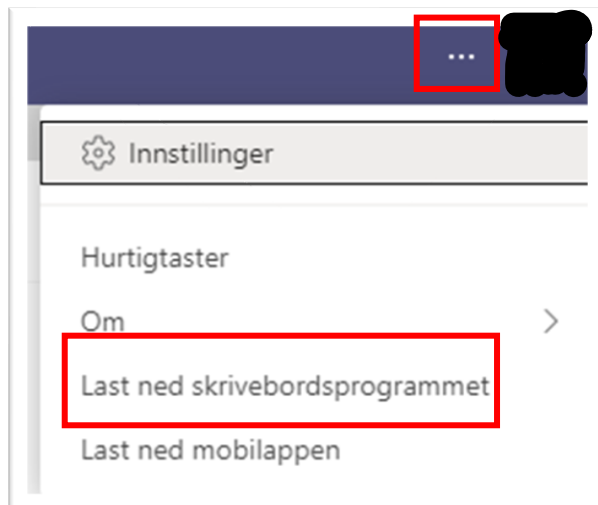 ...
Innstillinger
Hurtigtaster
Om
Last ned skrivebordsprogrammet
Last ned mobilappen